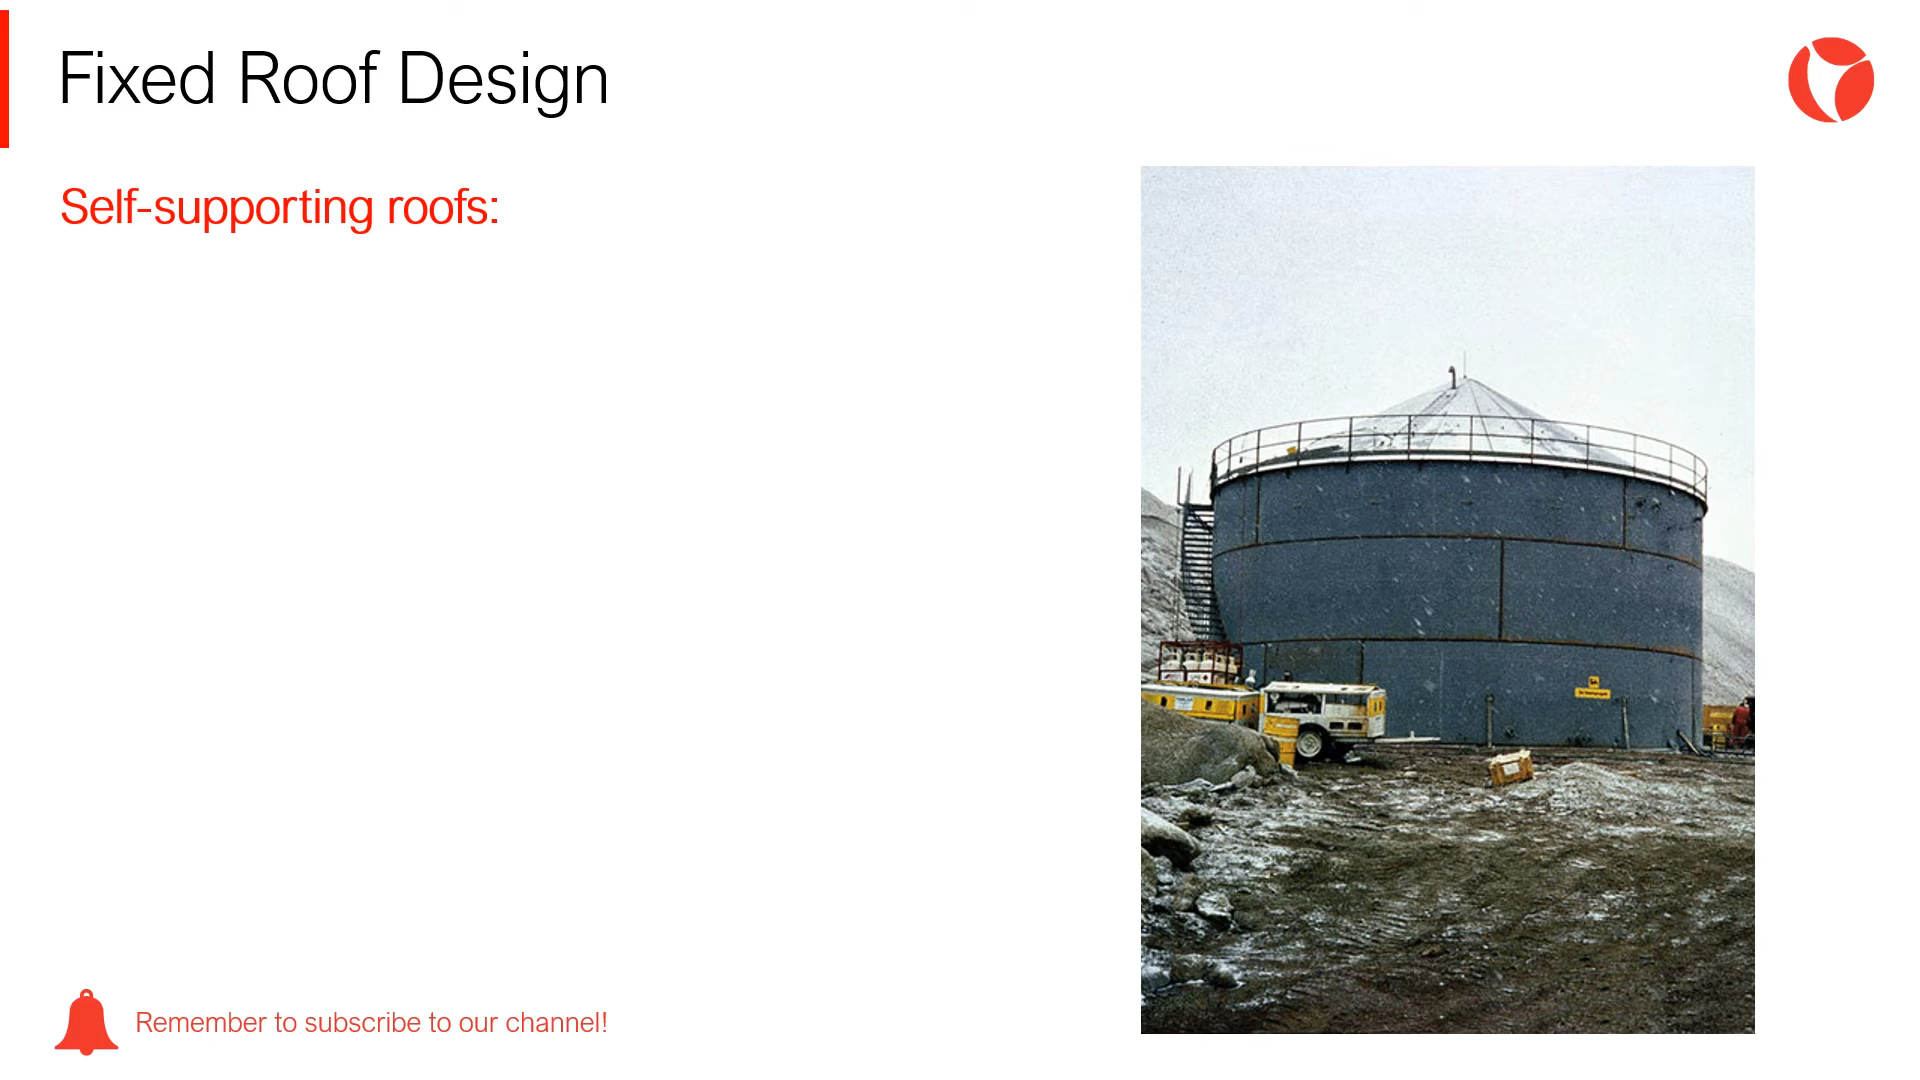 Fixed Roof Design
Self-supporting roofs:
Remember to subscribe to our channel!